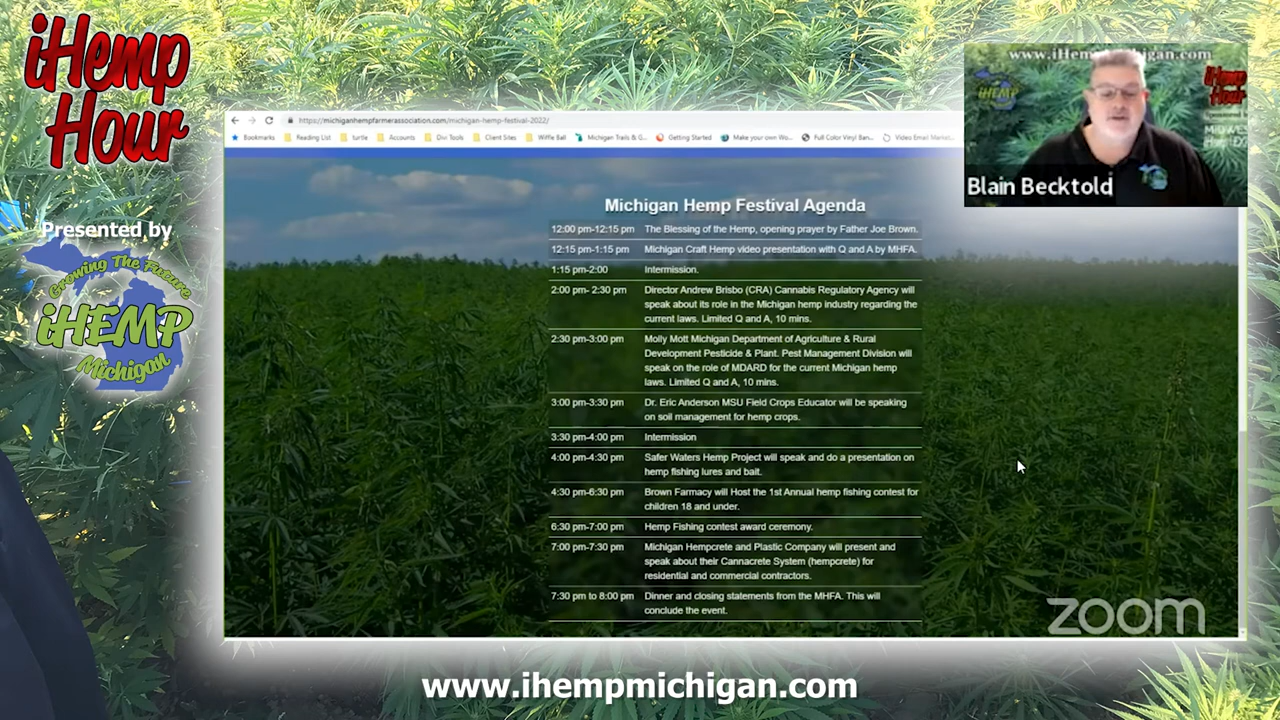 iHemp
Hour
Presented by
Growing The Future
iHEMP
Michigan
https://michiganhempfarmerassociation.com/michigan-hemp-festival-2022/
Bookmarks Reading List turtle Accounts Divi Tools Client Sites Wiffle Ball Michigan Trails & G... Getting Started Make your own Wo... Full Color Vinyl Ban... Video Email Market...
Michigan Hemp Festival Agenda
12:00 pm-12:15 pm The Blessing of the Hemp, opening prayer by Father Joe Brown.
12:15 pm-1:15 pm Michigan Craft Hemp video presentation with Q and A by MHFA.
1:15 pm-2:00 Intermission.
2:00 pm- 2:30 pm Director Andrew Brisbo (CRA) Cannabis Regulatory Agency will
speak about its role in the Michigan hemp industry regarding the
current laws. Limited Q and A, 10 mins.
2:30 pm-3:00 pm Molly Mott Michigan Department of Agriculture & Rural
Development Pesticide & Plant. Pest Management Division will
speak on the role of MDARD for the current Michigan hemp
laws. Limited Q and A, 10 mins.
3:00 pm-3:30 pm Dr. Eric Anderson MSU Field Crops Educator will be speaking
on soil management for hemp crops.
3:30 pm-4:00 pm Intermission
4:00 pm-4:30 pm Safer Waters Hemp Project will speak and do a presentation on
hemp fishing lures and bait.
4:30 pm-6:30 pm Brown Farmacy will Host the 1st Annual hemp fishing contest for
children 18 and under.
6:30 pm-7:00 pm Hemp Fishing contest award ceremony.
7:00 pm-7:30 pm Michigan Hempcrete and Plastic Company will present and
speak about their Cannacrete System (hempcrete) for
residential and commercial contractors.
7:30 pm to 8:00 pm Dinner and closing statements from the MHFA. This will
conclude the event.
iHEMP
iHemp
Blain Becktold
zoom
www.ihempmichigan.com